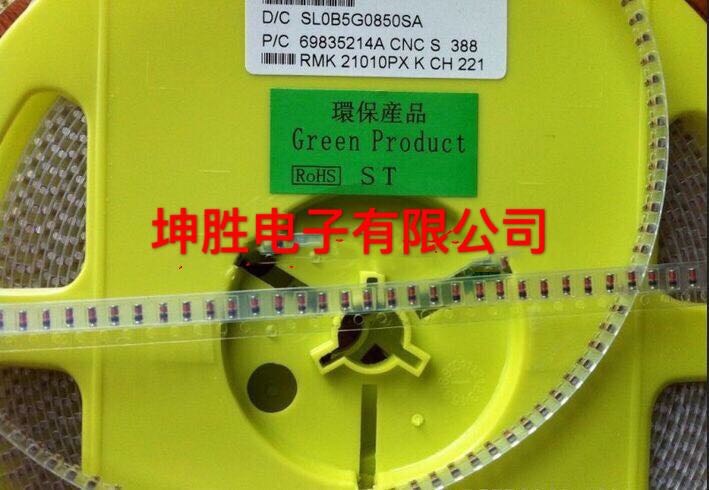 D/C SL0B5G0850SA
P/C 69835214A CNC S 388
RMK 21010PX K CH 221
環保産品
Green Product
RoHS ST
坤胜电子有限公司